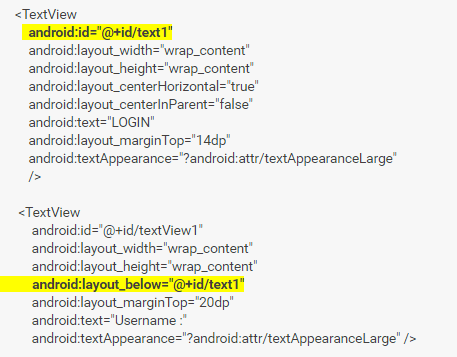 <TextView
android:id="@+id/text1"
android:layout_width="wrap_content"
android:layout_height="wrap_content"
android:layout_centerHorizontal="true"
android:layout_centerInParent="false"
android:text="LOGIN"
android:layout_marginTop="14dp"
android:textAppearance="?android:attr/textAppearanceLarge"
/>
<TextView
android:id="@+id/textView1"
android:layout_width="wrap_content"
android:layout_height="wrap_content"
android:layout_below="@+id/text1"
android:layout_marginTop="20dp"
android:text="Username :"
android:textAppearance="?android:attr/textAppearanceLarge" />